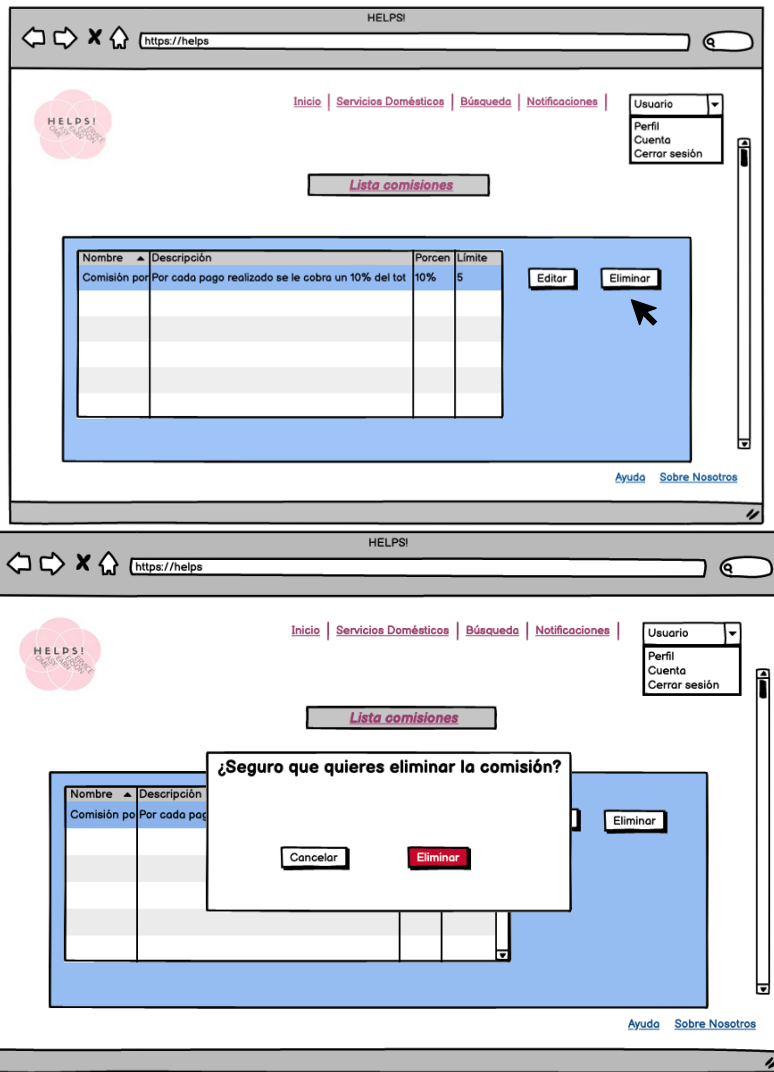 HELPS!
https://helps
Inicio | Servicios Domésticos | Búsqueda | Notificaciones |
Usuario
Perfil
Cuenta
Cerrar sesión
HELPS!
Lista comisiones
Nombre Descripción Porcen Límite
Comisión por Por cada pago realizado se le cobra un 10% del tot 10% 5
Editar Eliminar
Ayuda Sobre Nosotros
HELPS!
https://helps
Inicio | Servicios Domésticos | Búsqueda | Notificaciones |
Usuario
Perfil
Cuenta
Cerrar sesión
HELPS!
Lista comisiones
¿Seguro que quieres eliminar la comisión?
Nombre Descripción
Comisión po Por cada pag
Eliminar
Cancelar Eliminar
Ayuda Sobre Nosotros